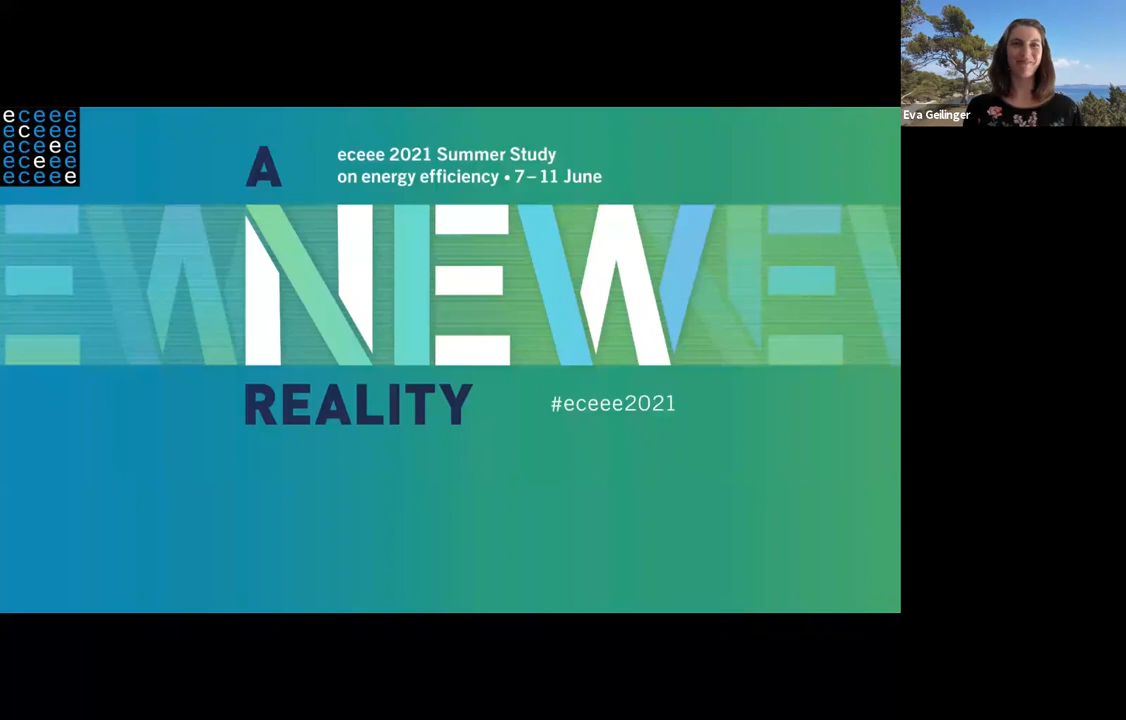 eceee
eceee
eceee
eceee
eceee
A
eceee 2021 Summer Study
on energy efficiency • 7–11 June
NEW
REALITY
#eceee2021
Eva Geilinger